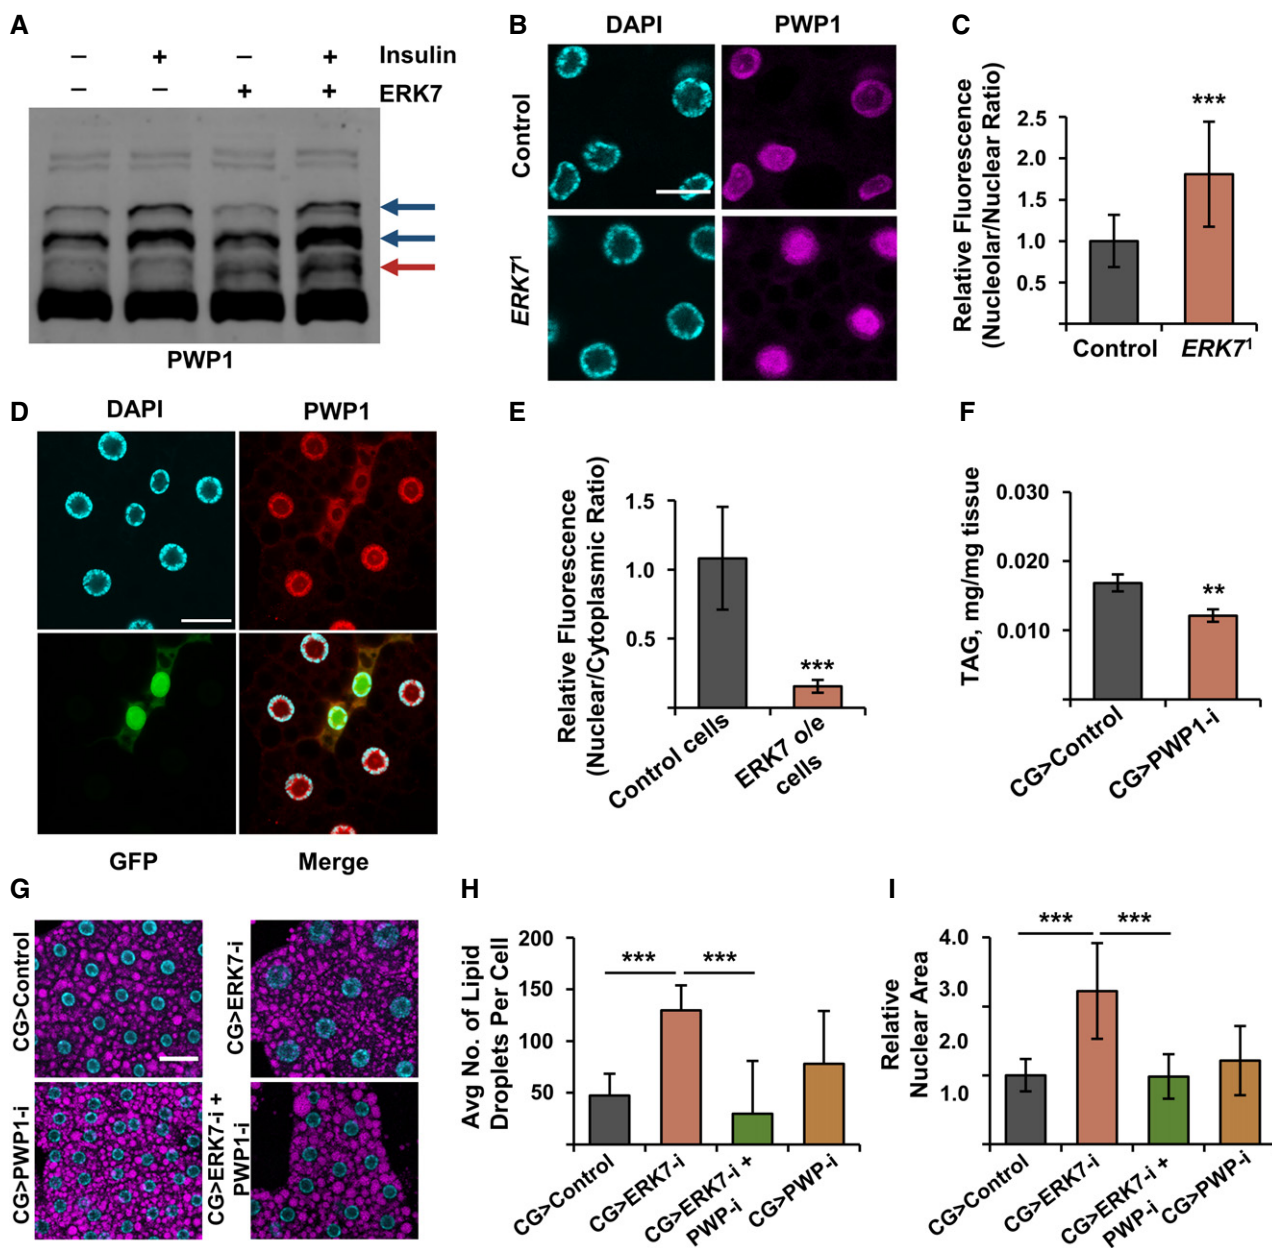 A
– + – + Insulin
– – + + ERK7
PWP1
B
DAPI PWP1
Control
ERK7¹
C
Relative Fluorescence
(Nucleolar/Nuclear Ratio)
2.5
2.0
1.5
1.0
0.5
***
Control ERK7¹
D
DAPI PWP1
GFP Merge
E
Relative Fluorescence
(Nuclear/Cytoplasmic Ratio)
1.5
1.0
0.5
***
Control cells
ERK7 o/e
cells
F
TAG, mg/mg tissue
0.030
0.020
0.010
**
CG>Control
CG>PWP1-i
G
CG>Control
CG>ERK7-i
CG>PWP1-i
CG>ERK7-i +
PWP1-i
H
Avg No. of Lipid
Droplets Per Cell
200
150
100
50
*** ***
CG>Control
CG>ERK7-i
CG>ERK7-i +
PWP-i
CG>PWP-i
I
Relative
Nuclear Area
4.0
3.0
2.0
1.0
*** ***
CG>Control
CG>ERK7-i
CG>ERK7-i +
PWP-i
CG>PWP-i